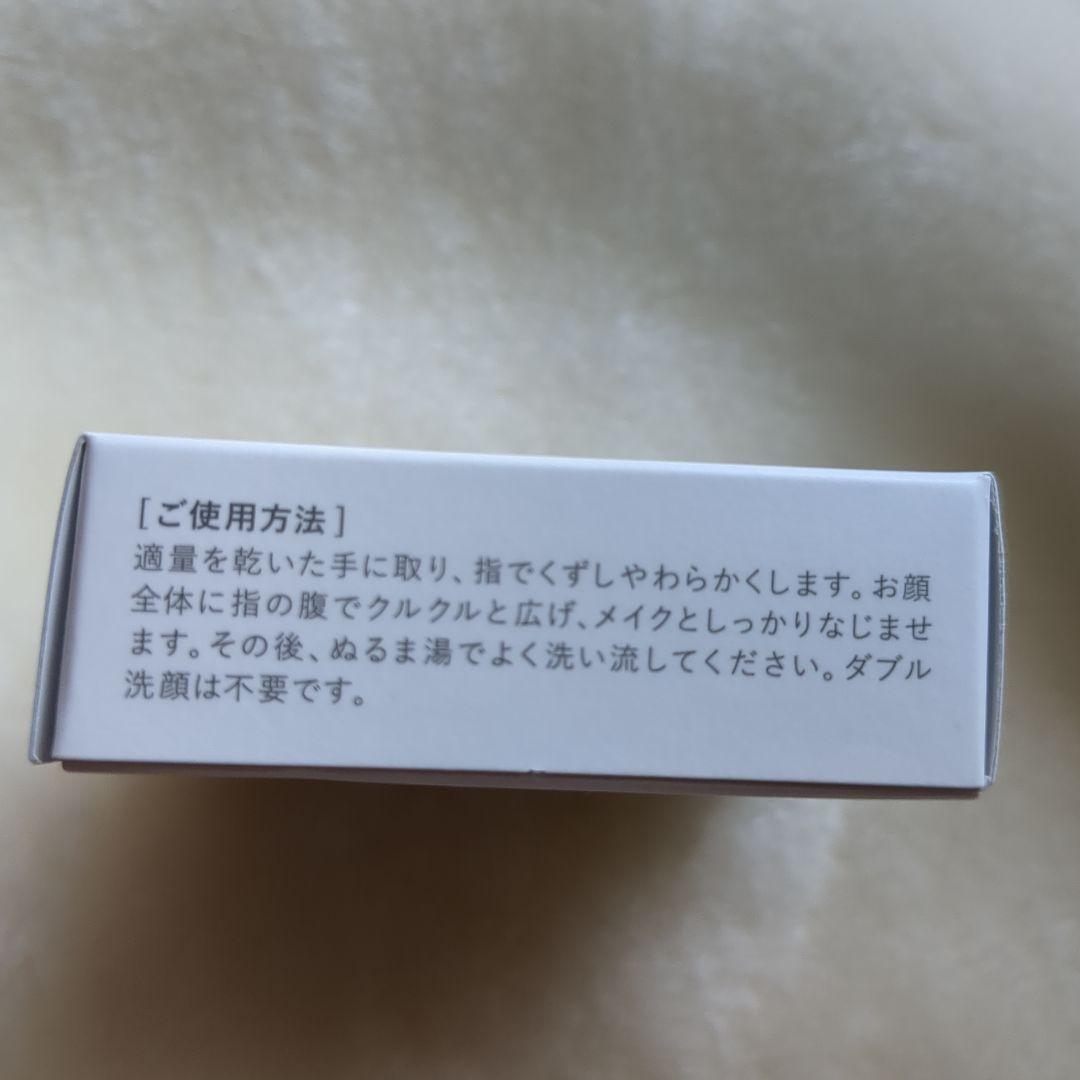 [ご使用方法]
適量を乾いた手に取り、指でくずしやわらかくします。お顔
全体に指の腹でクルクルと広げ、メイクとしっかりなじませ
ます。その後、ぬるま湯でよく洗い流してください。ダブル
洗顔は不要です。